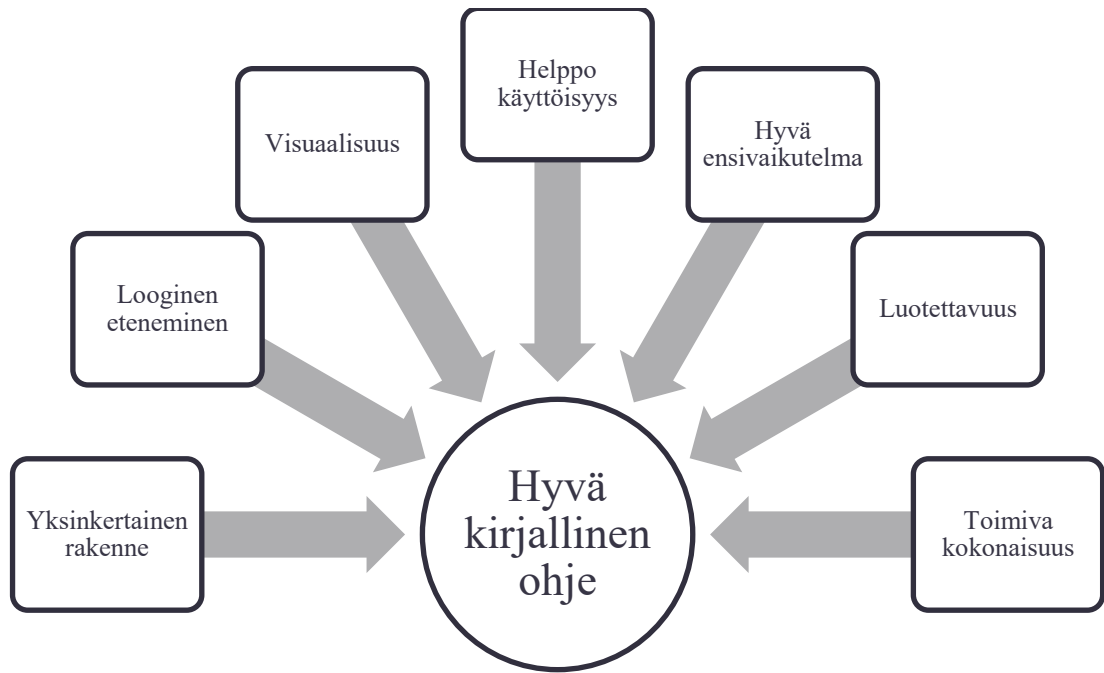 Helppo
käyttöisyys
Visuaalisuus
Hyvä
ensivaikutelma
Looginen
eteneminen
Luotettavuus
Yksinkertainen
rakenne
Hyvä
kirjallinen
ohje
Toimiva
kokonaisuus